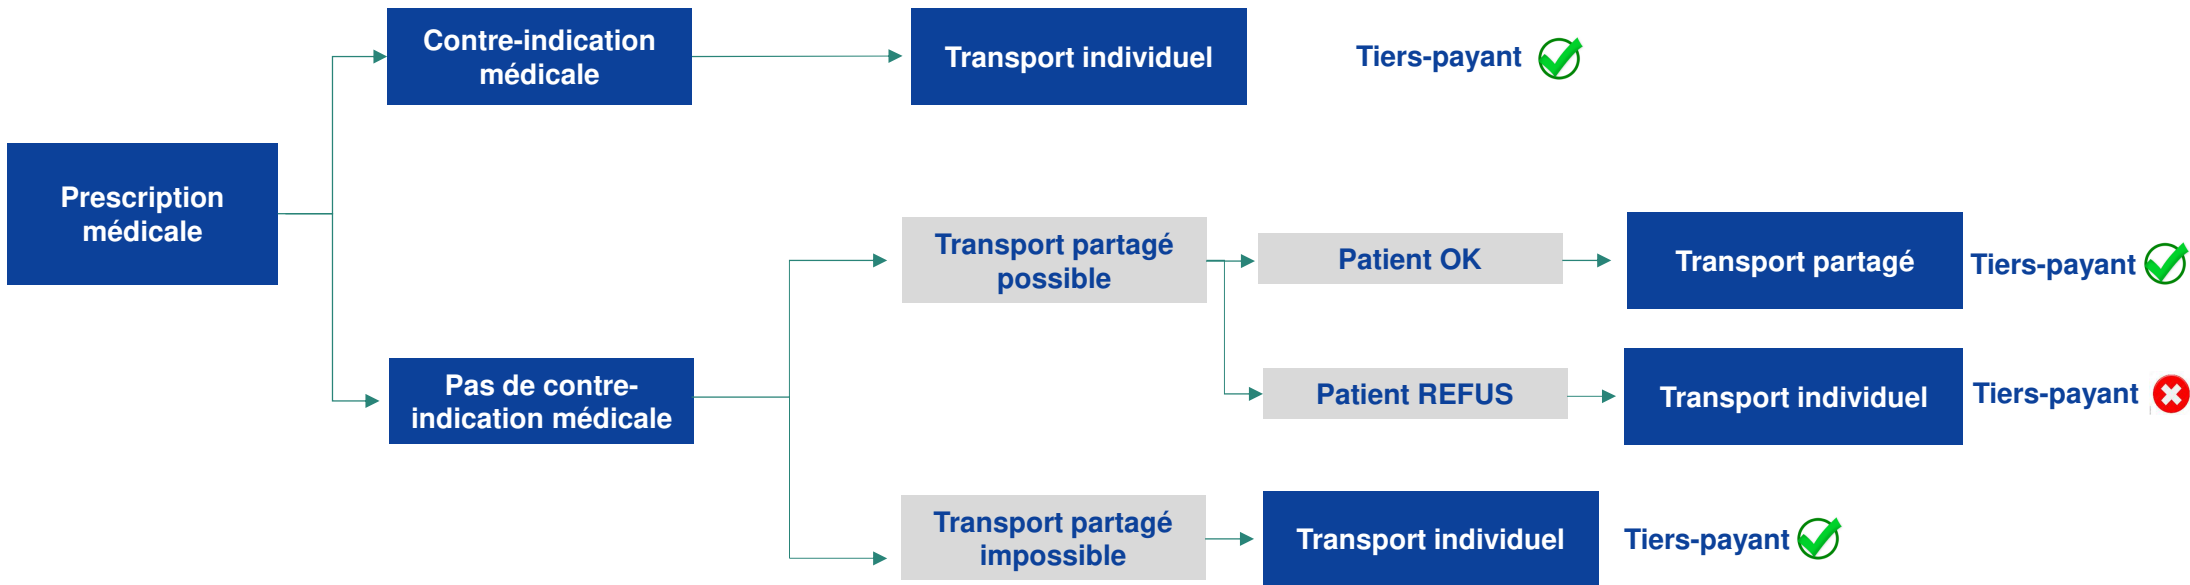 Contre-indication
médicale
Transport individuel
Tiers-payant
Prescription
médicale
Transport partagé
possible
Patient OK
Transport partagé
Tiers-payant
Pas de contre-
indication médicale
Patient REFUS
Transport individuel
Tiers-payant
Transport partagé
impossible
Transport individuel
Tiers-payant